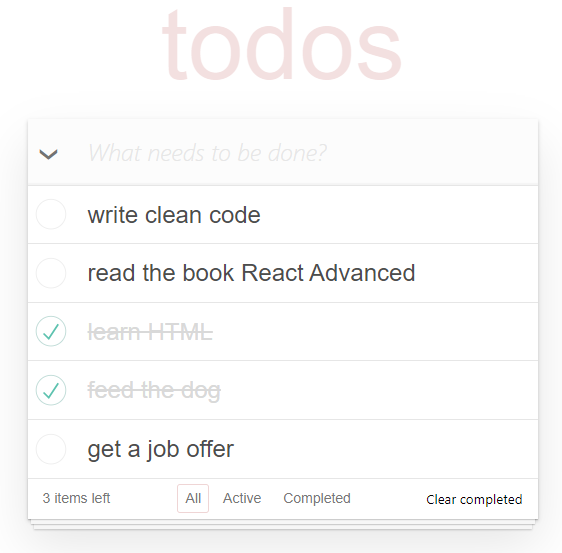 todos
What needs to be done?
write clean code
read the book React Advanced
learn HTML
feed the dog
get a job offer
3 items left All Active Completed Clear completed